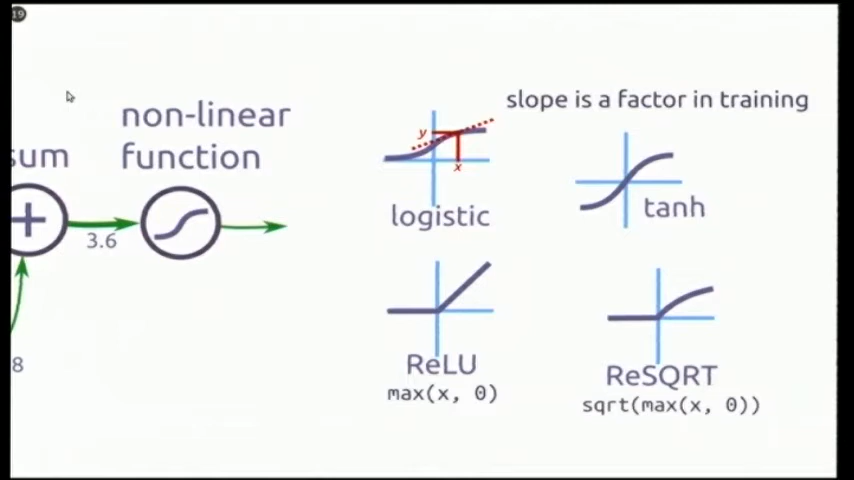 19
non-linear
function
sum
3.6
8
slope is a factor in training
y
x
logistic
tanh
ReLU
max(x, 0)
ReSQRT
sqrt(max(x, 0))